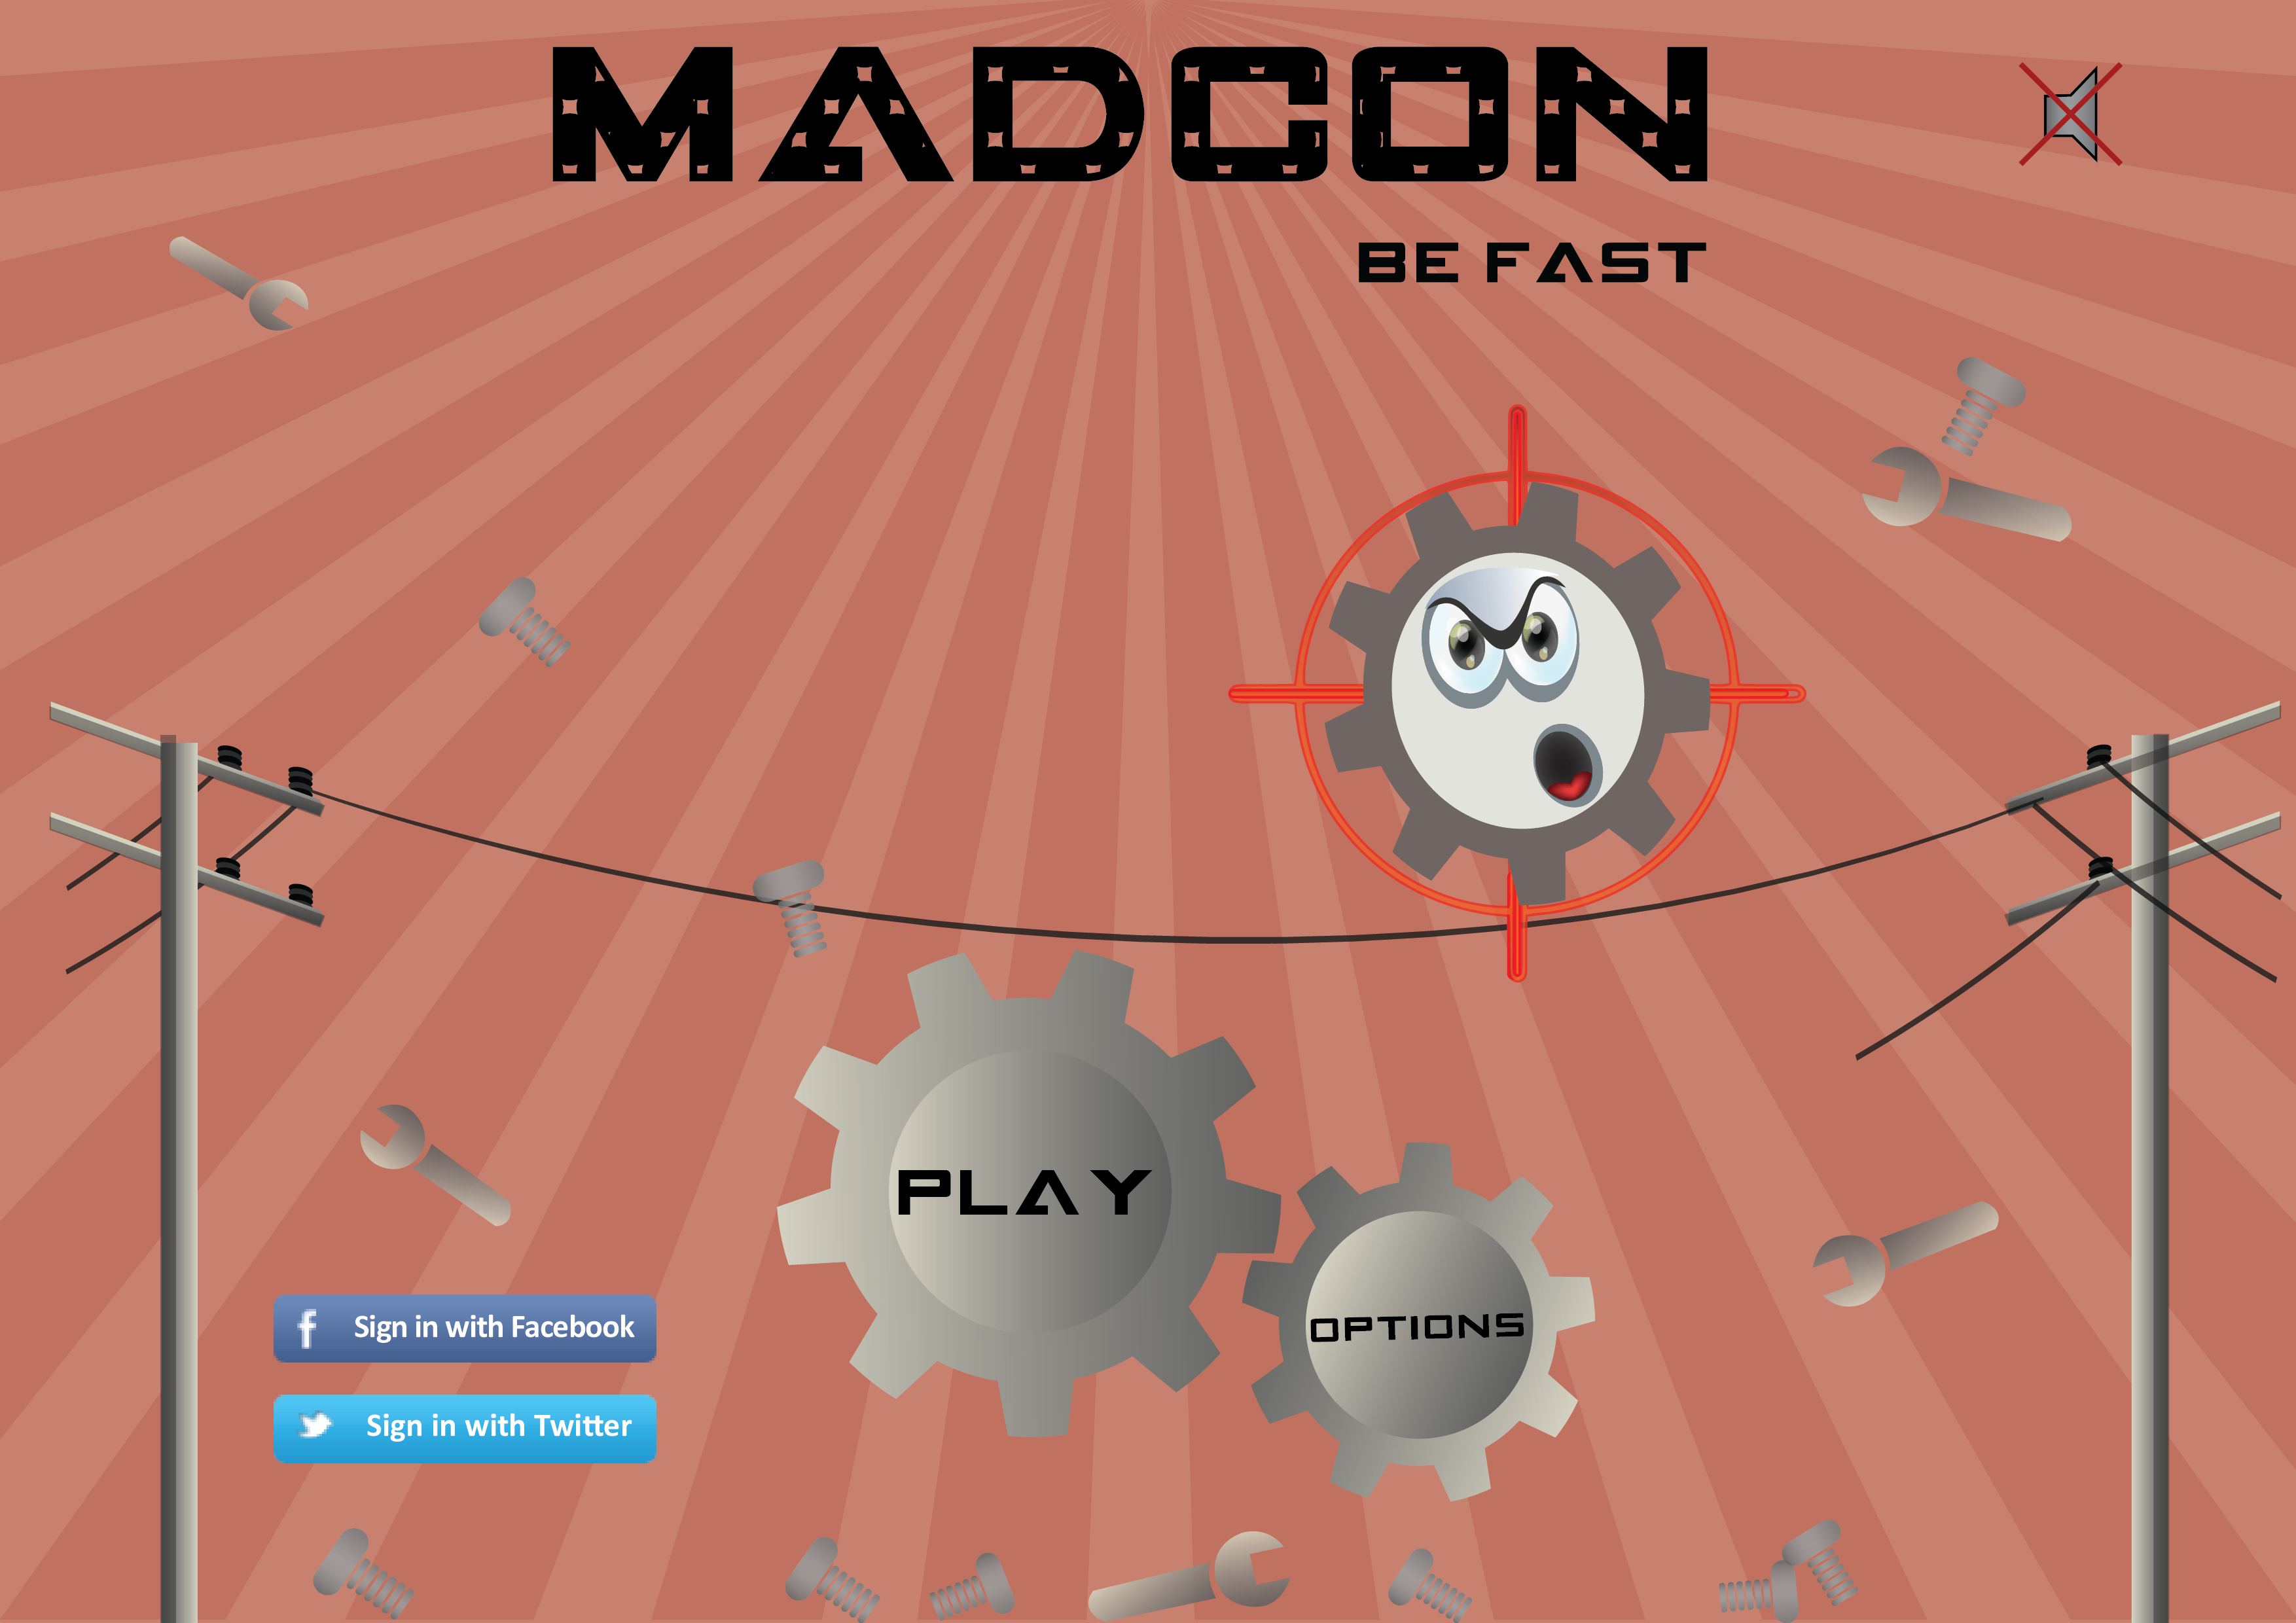 MADCON
BE FAST
PLAY
OPTIONS
f Sign in with Facebook
Sign in with Twitter